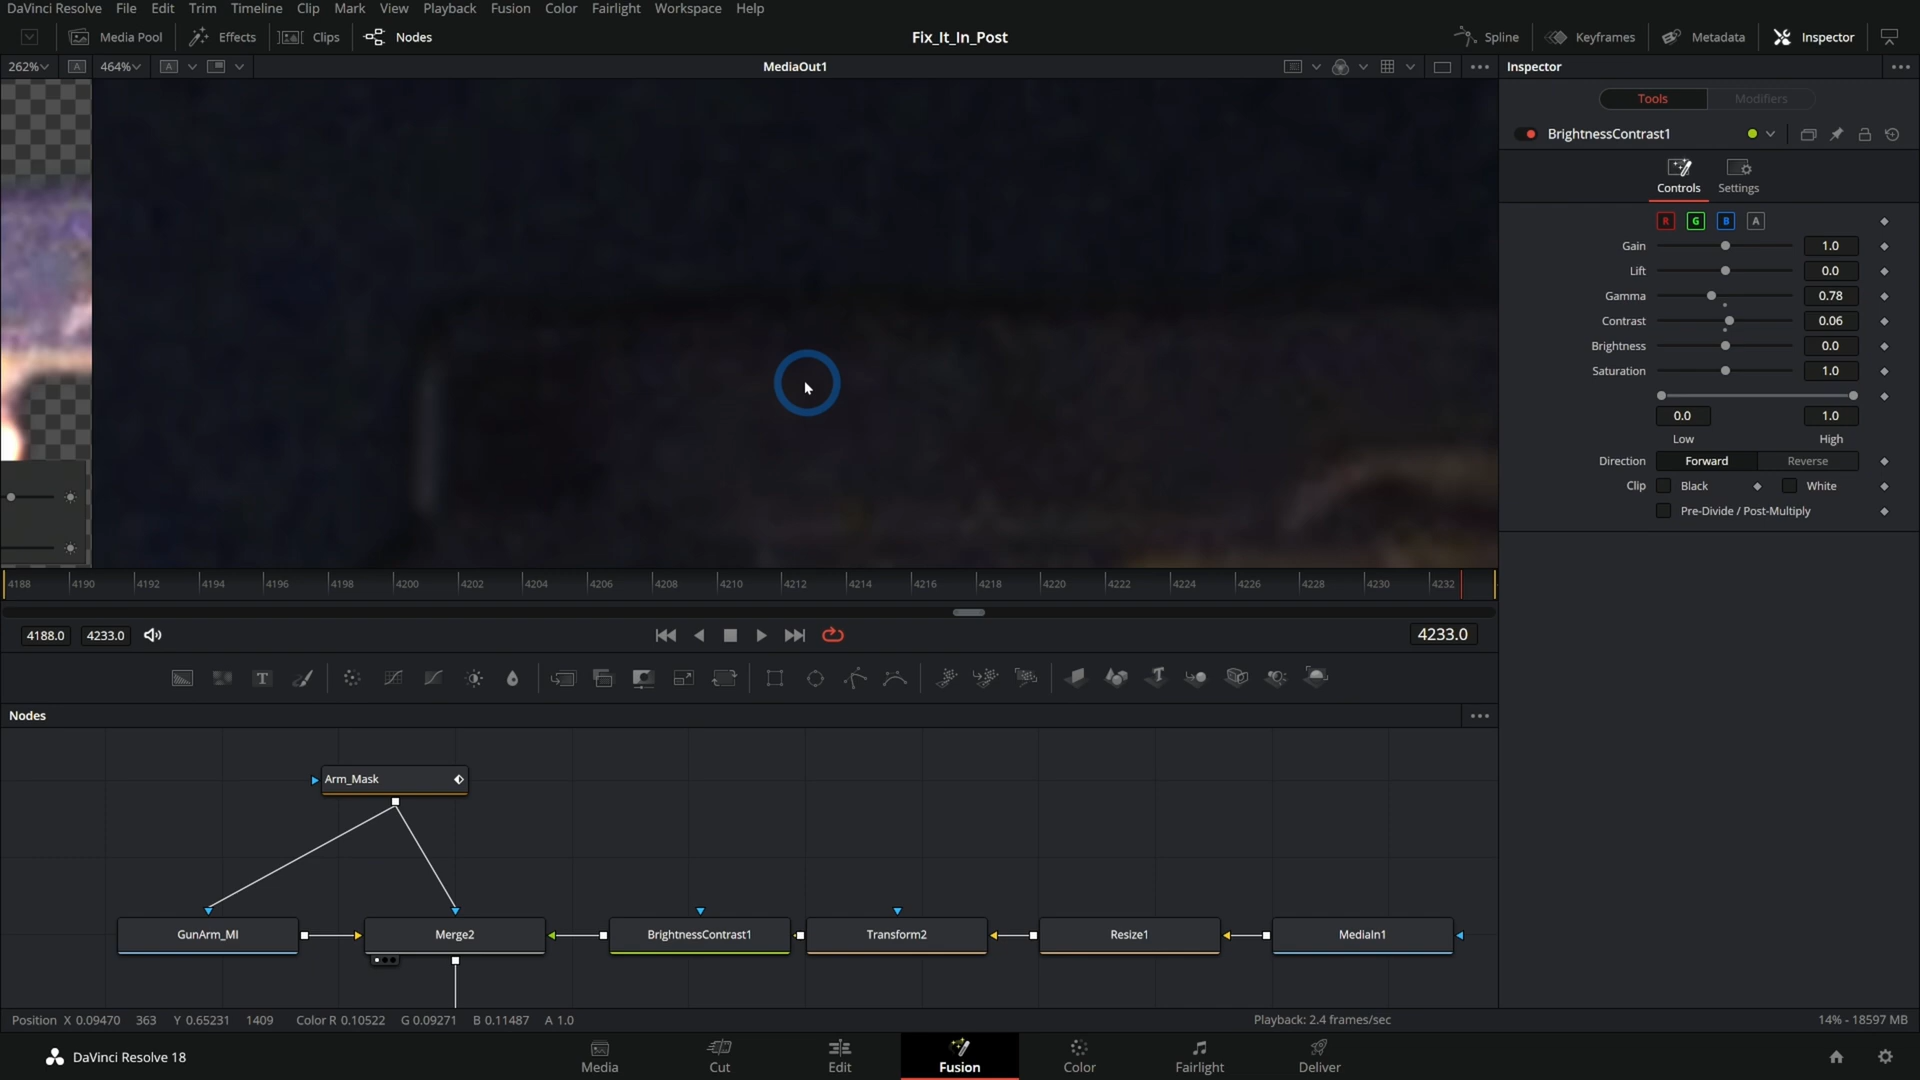 DaVinci Resolve File Edit Trim Timeline Clip Mark View Playback Fusion Color Fairlight Workspace Help
Media Pool Effects Clips Nodes Fix_It_In_Post Spline Keyframes Metadata Inspector
262% A 464% A MediaOut1 Inspector
Tools Modifiers
BrightnessContrast1
Controls Settings
R G B A
Gain 1.0
Lift 0.0
Gamma 0.78
Contrast 0.06
Brightness 0.0
Saturation 1.0
0.0 1.0
Low High
Direction Forward Reverse
Clip Black White
Pre-Divide / Post-Multiply
4188 4190 4192 4194 4196 4198 4200 4202 4204 4206 4208 4210 4212 4214 4216 4218 4220 4222 4224 4226 4228 4230 4232
4188.0 4233.0 4233.0
T T
Nodes
Arm_Mask
GunArm_MI Merge2 BrightnessContrast1 Transform2 Resize1 MediaIn1
Position X 0.09470 363 Y 0.65231 1409 Color R 0.10522 G 0.09271 B 0.11487 A 1.0 Playback: 2.4 frames/sec 14% - 18597 MB
DaVinci Resolve 18 Media Cut Edit Fusion Color Fairlight Deliver